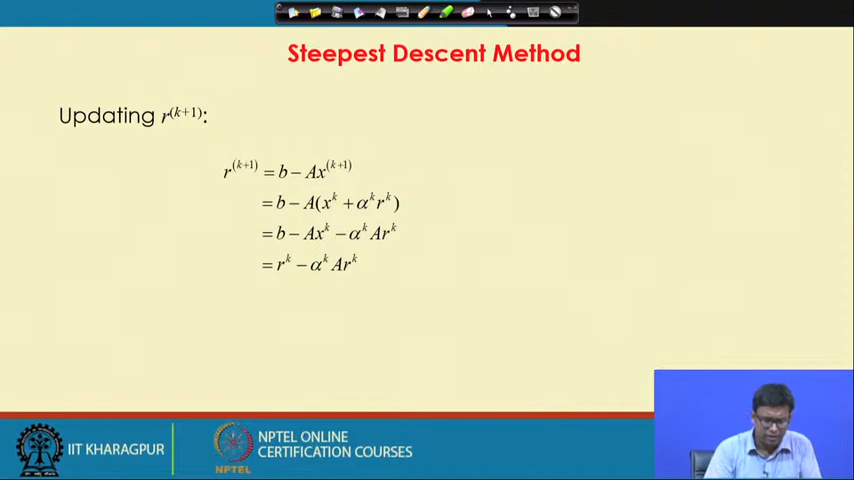 Steepest Descent Method
Updating r^{(k+1)}:
r^{(k+1)} = b − Ax^{(k+1)}
= b − A(x^k + α^k r^k)
= b − Ax^k − α^k Ar^k
= r^k − α^k Ar^k
IIT KHARAGPUR
NPTEL
NPTEL ONLINE
CERTIFICATION COURSES